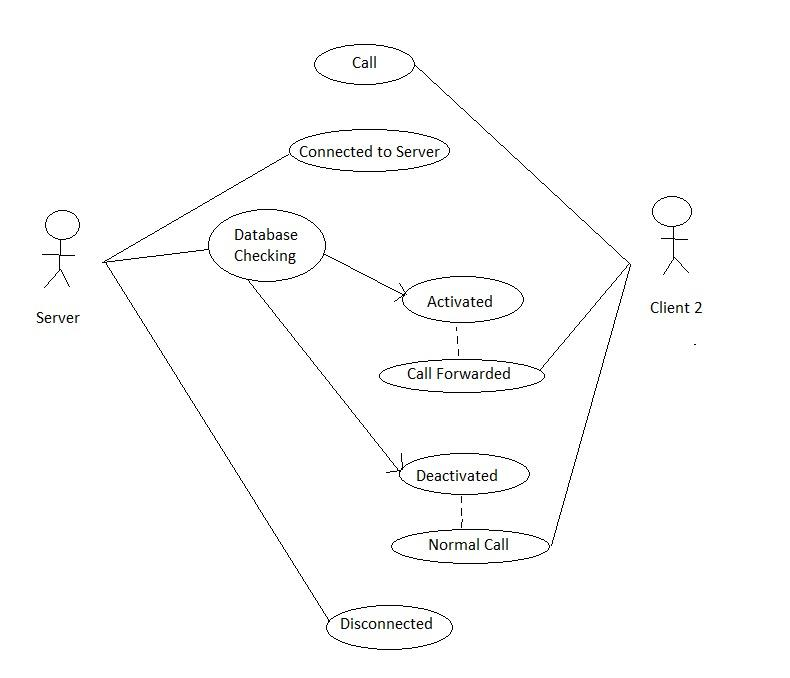 Call
Connected to Server
Database
Checking
Activated
Server
Client 2
Call Forwarded
Deactivated
Normal Call
Disconnected